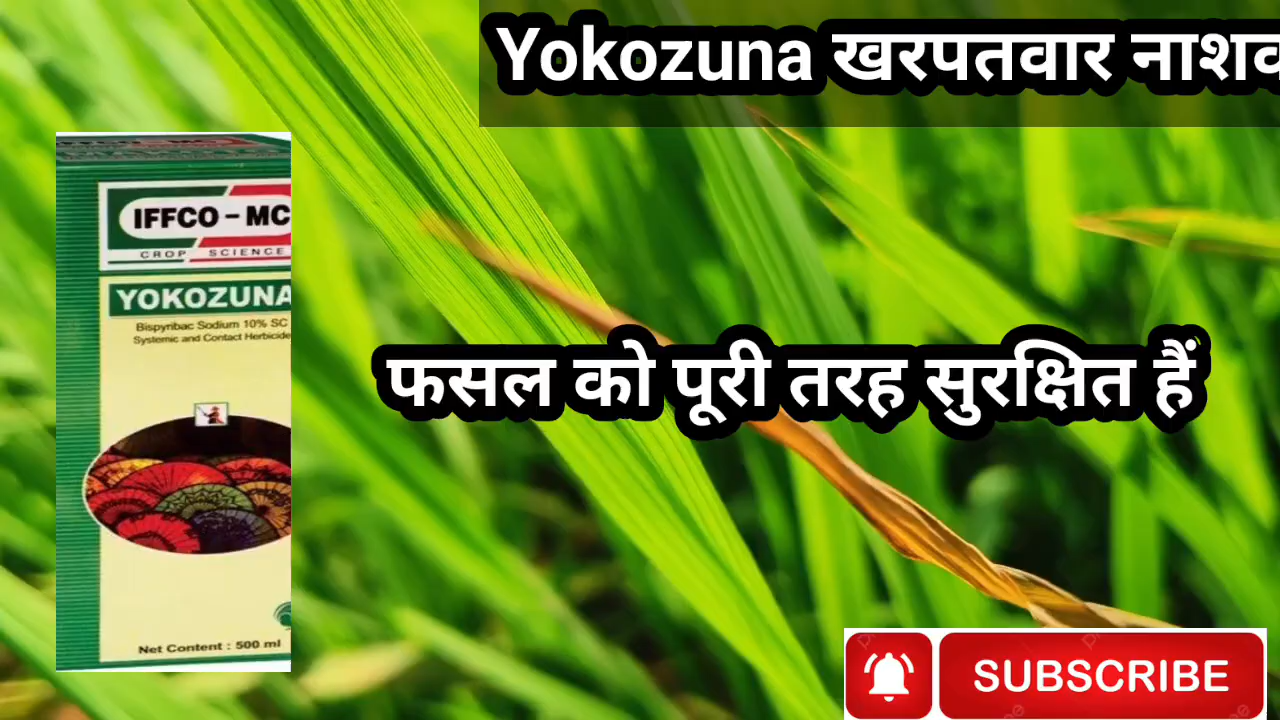 Yokozuna खरपतवार नाशक
IFFCO - MC
CROP SCIENCE
YOKOZUNA
Bispyribac Sodium 10% SC
Systemic and Contact Herbicide
फसल को पूरी तरह सुरक्षित हैं
Net Content : 500 ml
SUBSCRIBE